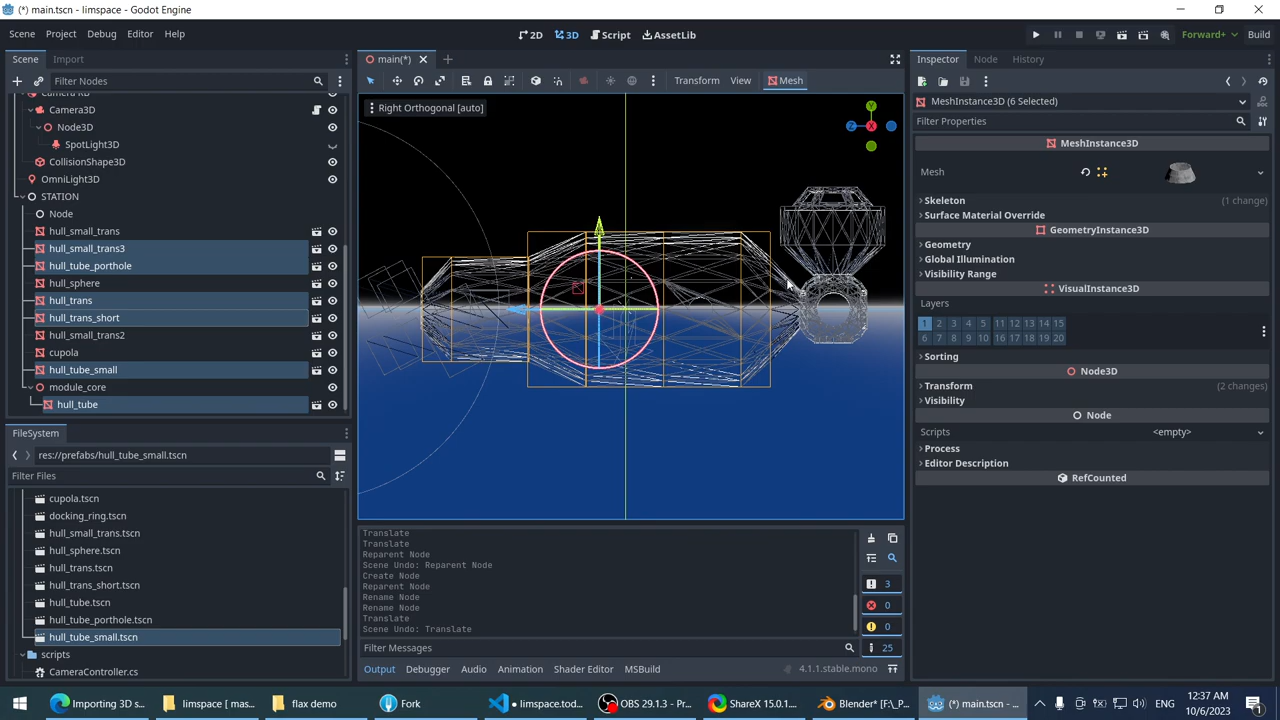 (*) main.tscn - limspace - Godot Engine
Scene Project Debug Editor Help
2D 3D Script AssetLib
Forward+ Build
Scene Import
main(*)
Inspector Node History
Filter Nodes
Transform View Mesh
Camera3D
Node3D
SpotLight3D
CollisionShape3D
OmniLight3D
STATION
Node
hull_small_trans
hull_small_trans3
hull_tube_porthole
hull_sphere
hull_trans
hull_trans_short
hull_small_trans2
cupola
hull_tube_small
module_core
hull_tube
Right Orthogonal [auto]
Y
Z
X
MeshInstance3D (6 Selected)
Filter Properties
MeshInstance3D
Mesh
Skeleton (1 change)
Surface Material Override
GeometryInstance3D
Geometry
Global Illumination
Visibility Range
VisualInstance3D
Layers
1 2 3 4 5 11 12 13 14 15
6 7 8 9 10 16 17 18 19 20
Sorting
Node3D
Transform (2 changes)
Visibility
Node
Scripts <empty>
Process
Editor Description
RefCounted
FileSystem
res://prefabs/hull_tube_small.tscn
Filter Files
cupola.tscn
docking_ring.tscn
hull_small_trans.tscn
hull_sphere.tscn
hull_trans.tscn
hull_trans_short.tscn
hull_tube.tscn
hull_tube_porthole.tscn
hull_tube_small.tscn
scripts
CameraController.cs
Translate
Translate
Reparent Node
Scene Undo: Reparent Node
Create Node
Reparent Node
Rename Node
Rename Node
Translate
Scene Undo: Translate
3
0
0
25
Filter Messages
Output Debugger Audio Animation Shader Editor MSBuild
4.1.1.stable.mono
Importing 3D s...
limspace [ mas...
flax demo
Fork
limspace.tod...
OBS 29.1.3 - Pr...
ShareX 15.0.1...
Blender* [F:\_P...
(*) main.tscn - ...
ENG
12:37 AM
10/6/2023